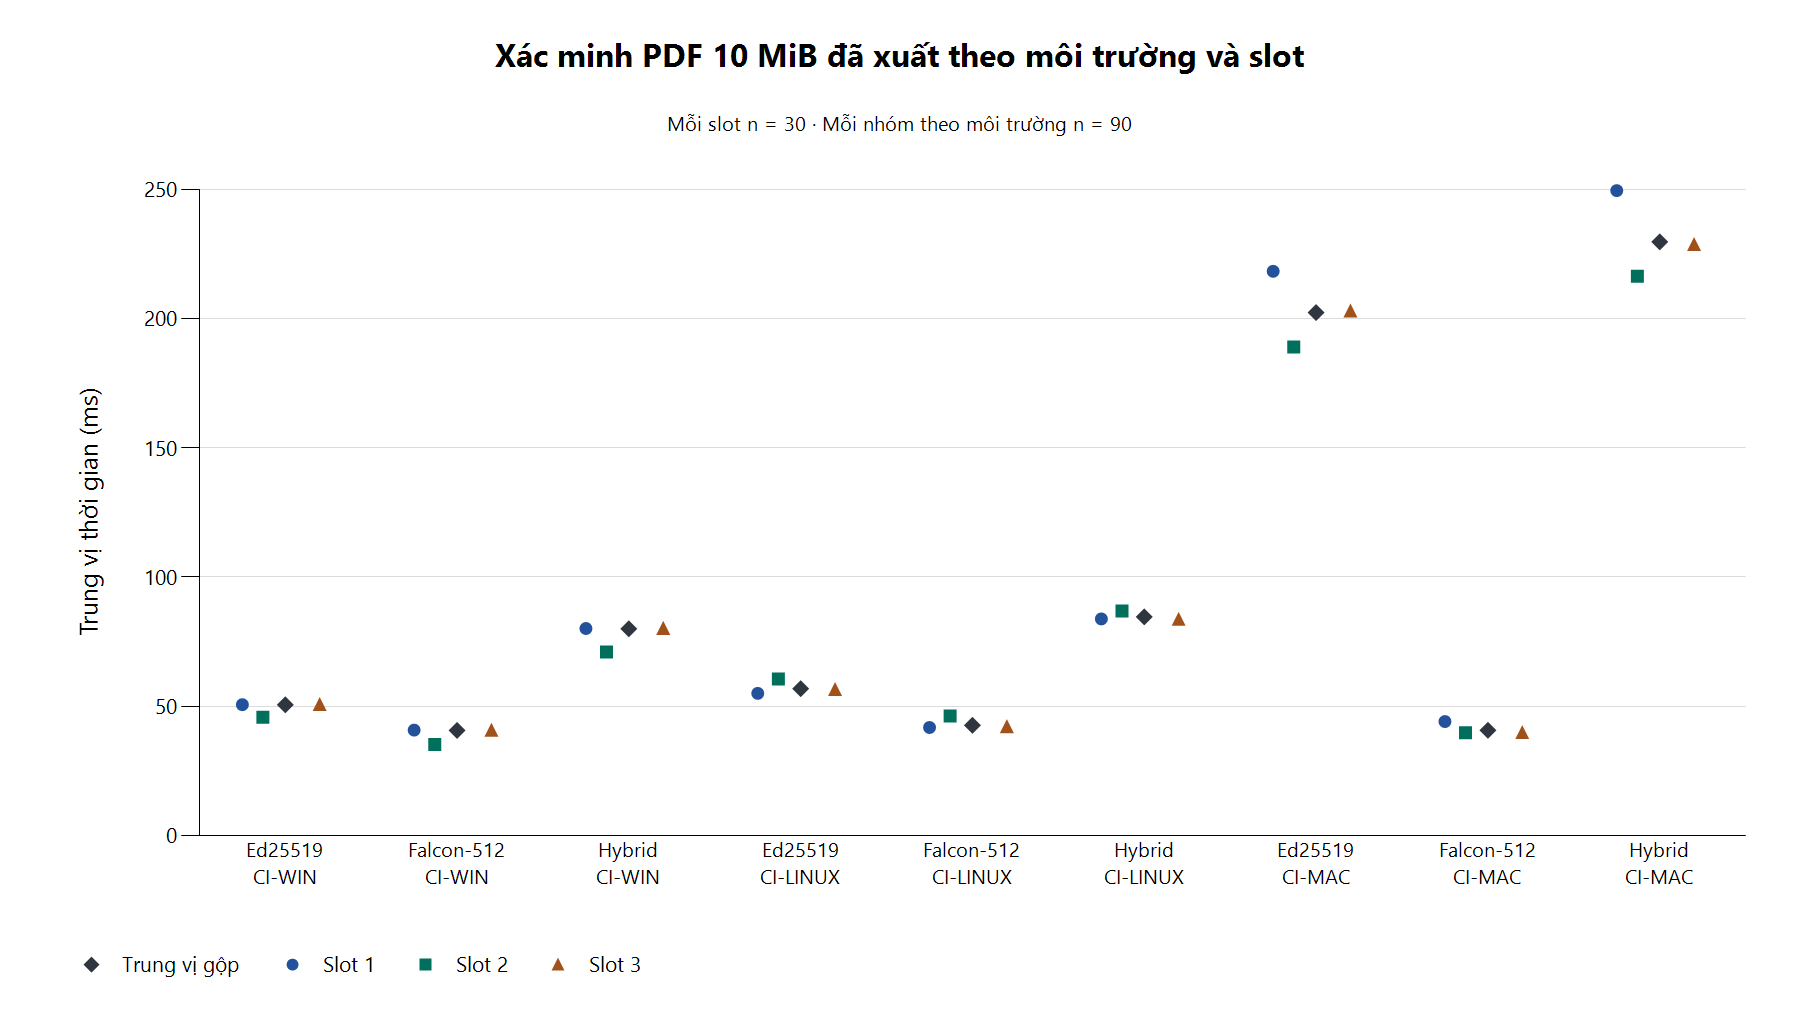 Xác minh PDF 10 MiB đã xuất theo môi trường và slot
Mỗi slot n = 30 · Mỗi nhóm theo môi trường n = 90
Trung vị thời gian (ms)
250
200
150
100
50
0
Ed25519 CI-WIN
Falcon-512 CI-WIN
Hybrid CI-WIN
Ed25519 CI-LINUX
Falcon-512 CI-LINUX
Hybrid CI-LINUX
Ed25519 CI-MAC
Falcon-512 CI-MAC
Hybrid CI-MAC
Trung vị gộp
Slot 1
Slot 2
Slot 3